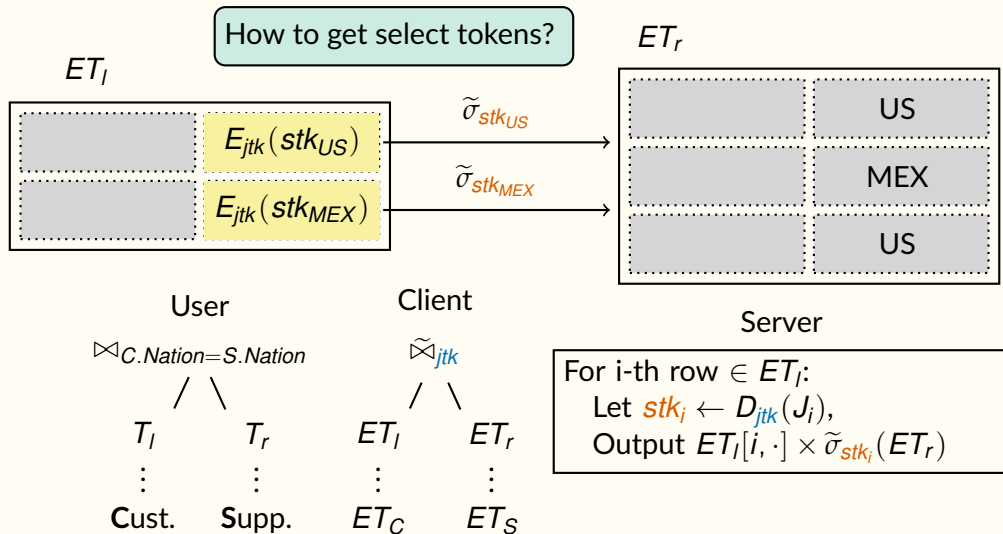 How to get select tokens?
ET_l
ET_r
E_jtk(stk_US)
E_jtk(stk_MEX)
σ̃_stk_US
σ̃_stk_MEX
US
MEX
US
User
⋈_C.Nation=S.Nation
T_l T_r
⋮ ⋮
Cust. Supp.
Client
⋈̃_jtk
ET_l ET_r
⋮ ⋮
ET_C ET_S
Server
For i-th row ∈ ET_l:
Let stk_i ← D_jtk(J_i),
Output ET_l[i, ·] × σ̃_stk_i(ET_r)